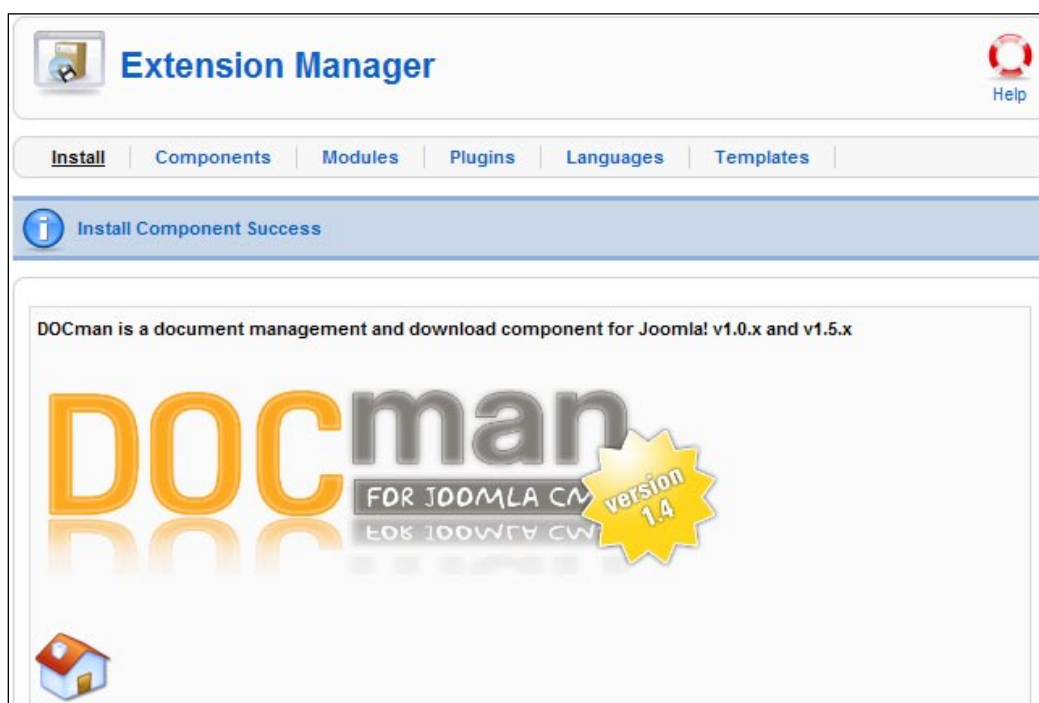 Extension Manager
Help
Install Components Modules Plugins Languages Templates
Install Component Success
DOCman is a document management and download component for Joomla! v1.0.x and v1.5.x
DOCman
FOR JOOMLA
version
1.4